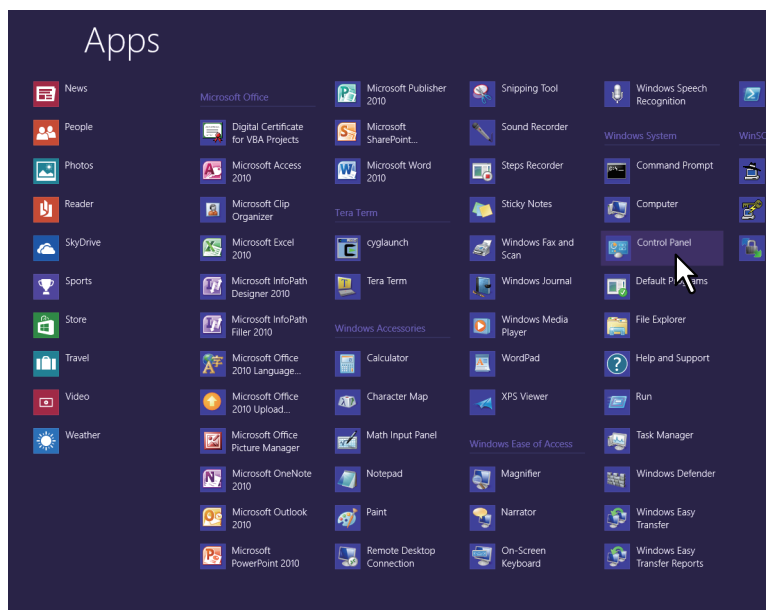 Apps
News
People
Photos
Reader
SkyDrive
Sports
Store
Travel
Video
Weather
Microsoft Office
Digital Certificate
for VBA Projects
Microsoft Access
2010
Microsoft Clip
Organizer
Microsoft Excel
2010
Microsoft InfoPath
Designer 2010
Microsoft InfoPath
Filler 2010
Microsoft Office
2010 Language...
Microsoft Office
2010 Upload...
Microsoft Office
Picture Manager
Microsoft OneNote
2010
Microsoft Outlook
2010
Microsoft
PowerPoint 2010
Microsoft Publisher
2010
Microsoft
SharePoint...
Microsoft Word
2010
Tera Term
cyglaunch
Tera Term
Windows Accessories
Calculator
Character Map
Math Input Panel
Notepad
Paint
Remote Desktop
Connection
Snipping Tool
Sound Recorder
Steps Recorder
Sticky Notes
Windows Fax and
Scan
Windows Journal
Windows Media
Player
WordPad
XPS Viewer
Windows Ease of Access
Magnifier
Narrator
On-Screen
Keyboard
Windows Speech
Recognition
Windows System
Command Prompt
Computer
Control Panel
Default Programs
File Explorer
Help and Support
Run
Task Manager
Windows Defender
Windows Easy
Transfer
Windows Easy
Transfer Reports